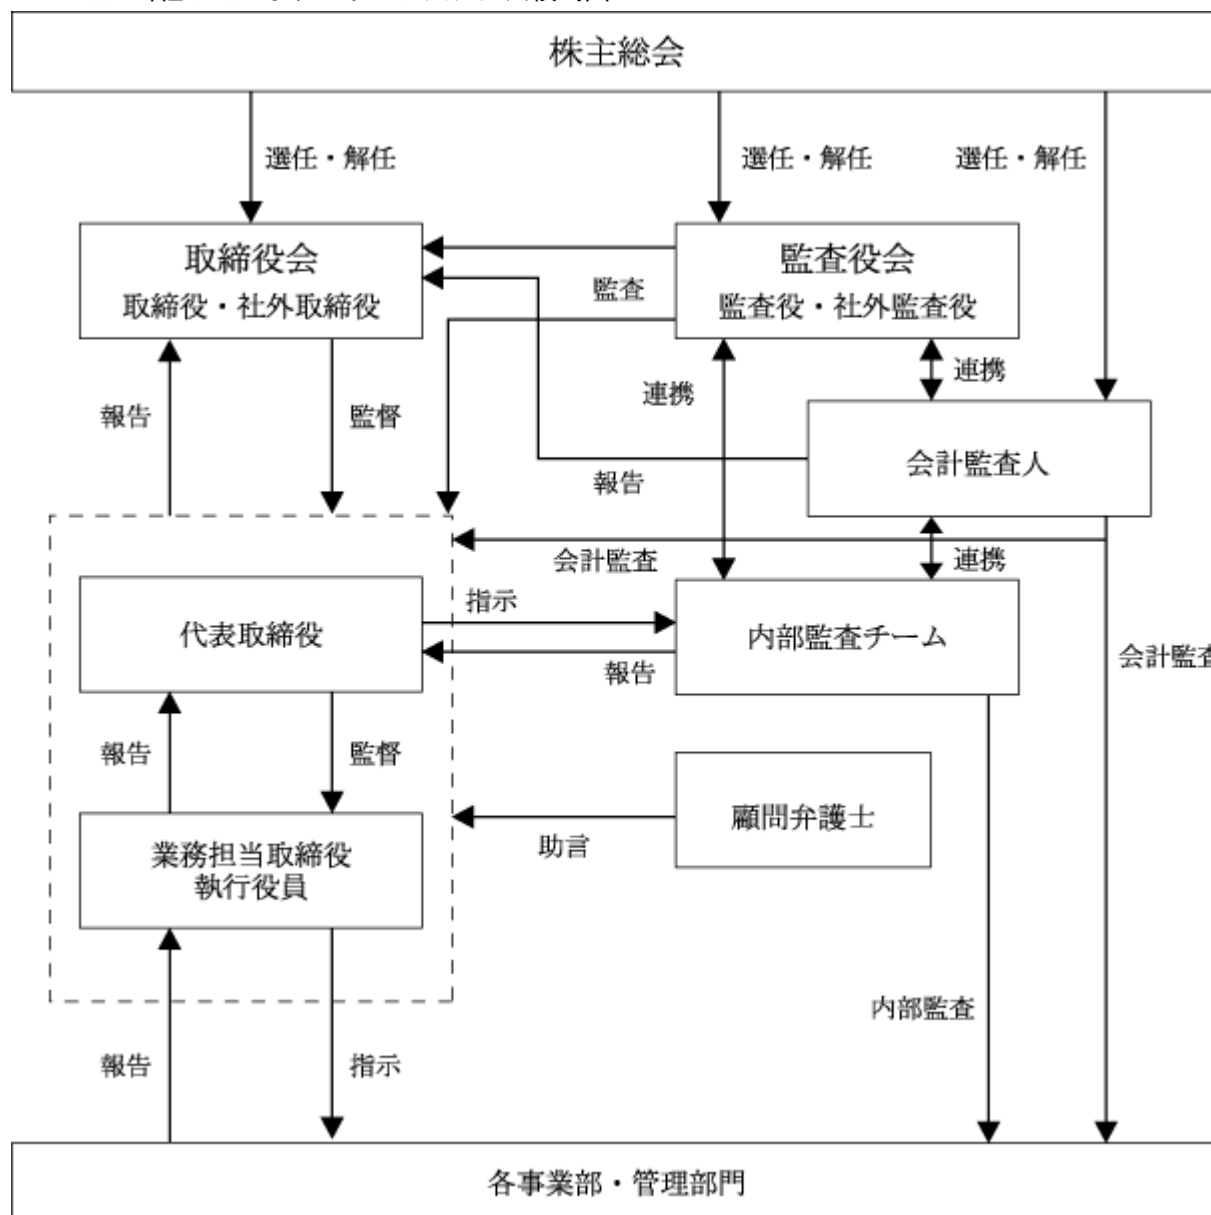 株主総会
選任・解任
選任・解任
選任・解任
取締役会
取締役・社外取締役
監査役会
監査役・社外監査役
監査
報告
監督
連携
連携
会計監査人
報告
会計監査
連携
指示
代表取締役
内部監査チーム
報告
会計監査
報告
監督
顧問弁護士
助言
業務担当取締役
執行役員
内部監査
報告
指示
各事業部・管理部門